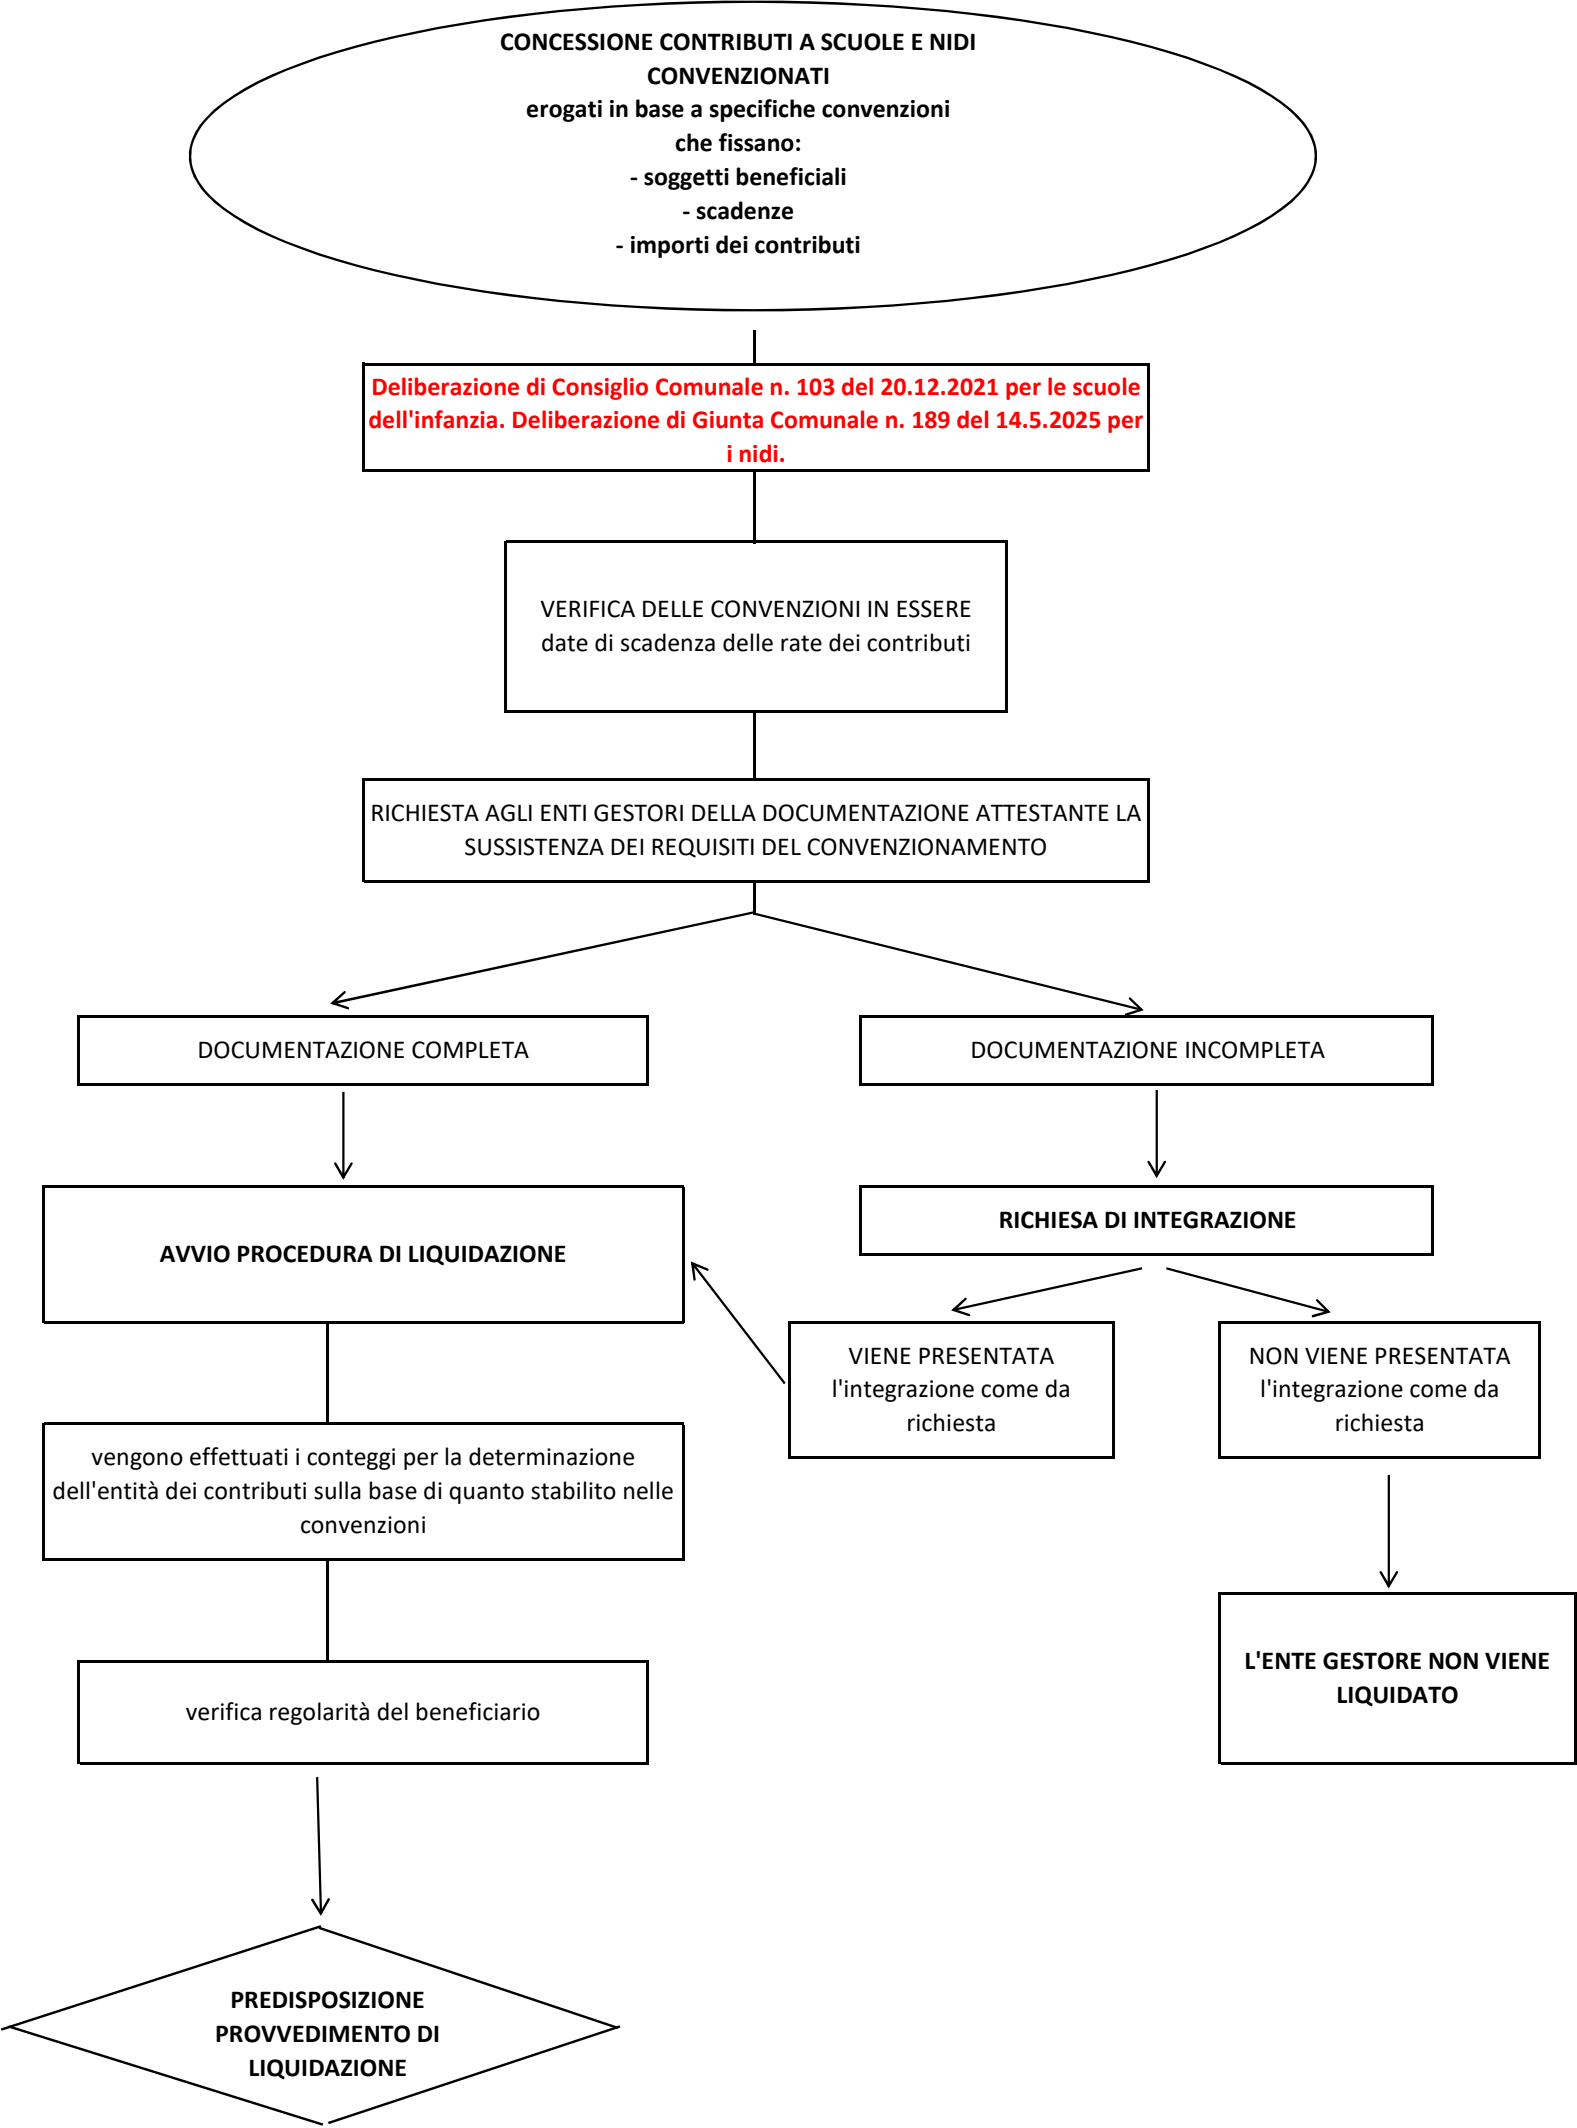 CONCESSIONE CONTRIBUTI A SCUOLE E NIDI
CONVENZIONATI
erogati in base a specifiche convenzioni
che fissano:
- soggetti beneficiali
- scadenze
- importi dei contributi
Deliberazione di Consiglio Comunale n. 103 del 20.12.2021 per le scuole
dell'infanzia. Deliberazione di Giunta Comunale n. 189 del 14.5.2025 per
i nidi.
VERIFICA DELLE CONVENZIONI IN ESSERE
date di scadenza delle rate dei contributi
RICHIESTA AGLI ENTI GESTORI DELLA DOCUMENTAZIONE ATTESTANTE LA
SUSSISTENZA DEI REQUISITI DEL CONVENZIONAMENTO
DOCUMENTAZIONE COMPLETA
DOCUMENTAZIONE INCOMPLETA
AVVIO PROCEDURA DI LIQUIDAZIONE
RICHIESA DI INTEGRAZIONE
VIENE PRESENTATA
l'integrazione come da
richiesta
NON VIENE PRESENTATA
l'integrazione come da
richiesta
vengono effettuati i conteggi per la determinazione
dell'entità dei contributi sulla base di quanto stabilito nelle
convenzioni
L'ENTE GESTORE NON VIENE
LIQUIDATO
verifica regolarità del beneficiario
PREDISPOSIZIONE
PROVVEDIMENTO DI
LIQUIDAZIONE